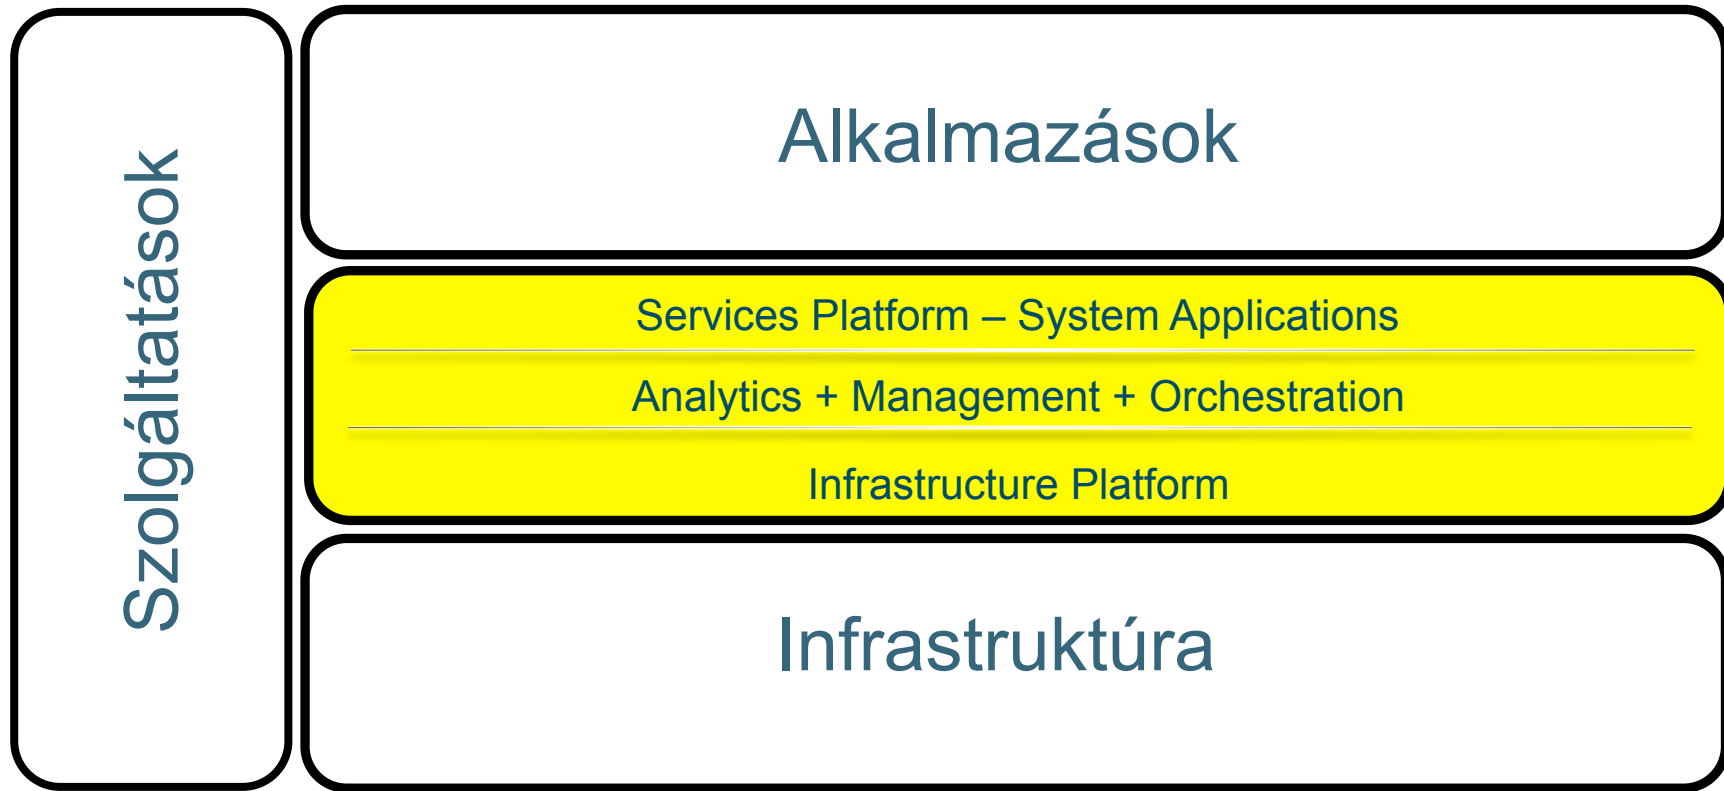 Szolgáltatások
Alkalmazások
Services Platform – System Applications
Analytics + Management + Orchestration
Infrastructure Platform
Infrastruktúra